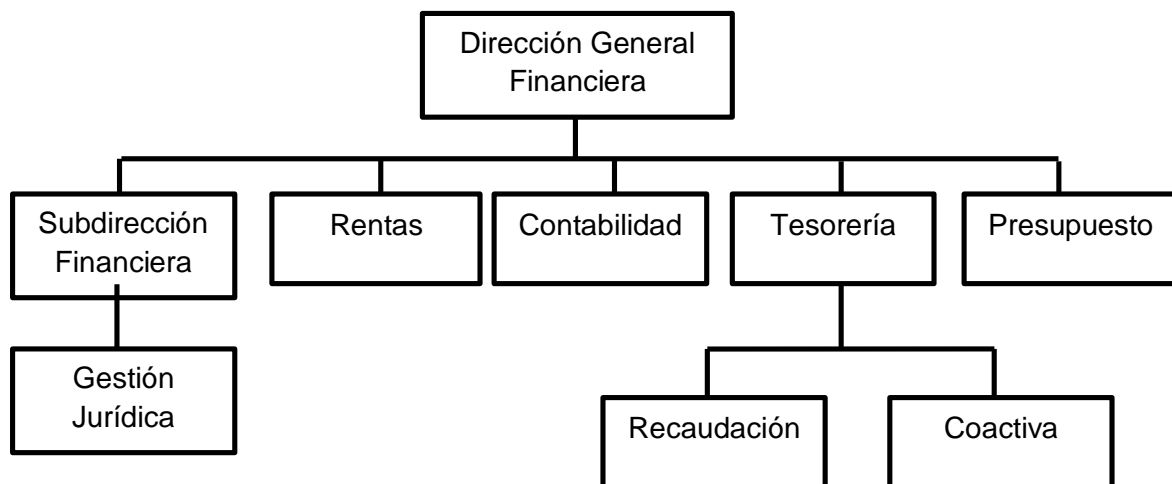 Dirección General
Financiera
Subdirección
Financiera
Rentas
Contabilidad
Tesorería
Presupuesto
Gestión
Jurídica
Recaudación
Coactiva